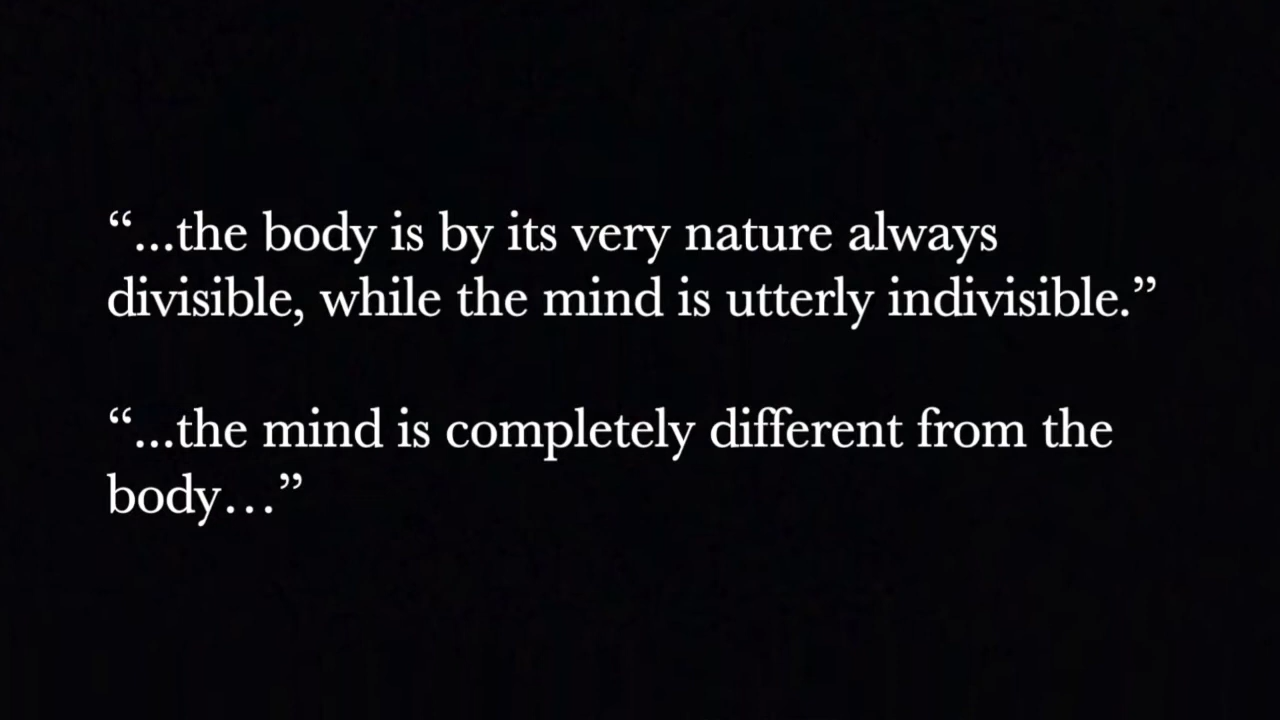 “...the body is by its very nature always
divisible, while the mind is utterly indivisible.”
“...the mind is completely different from the
body…”